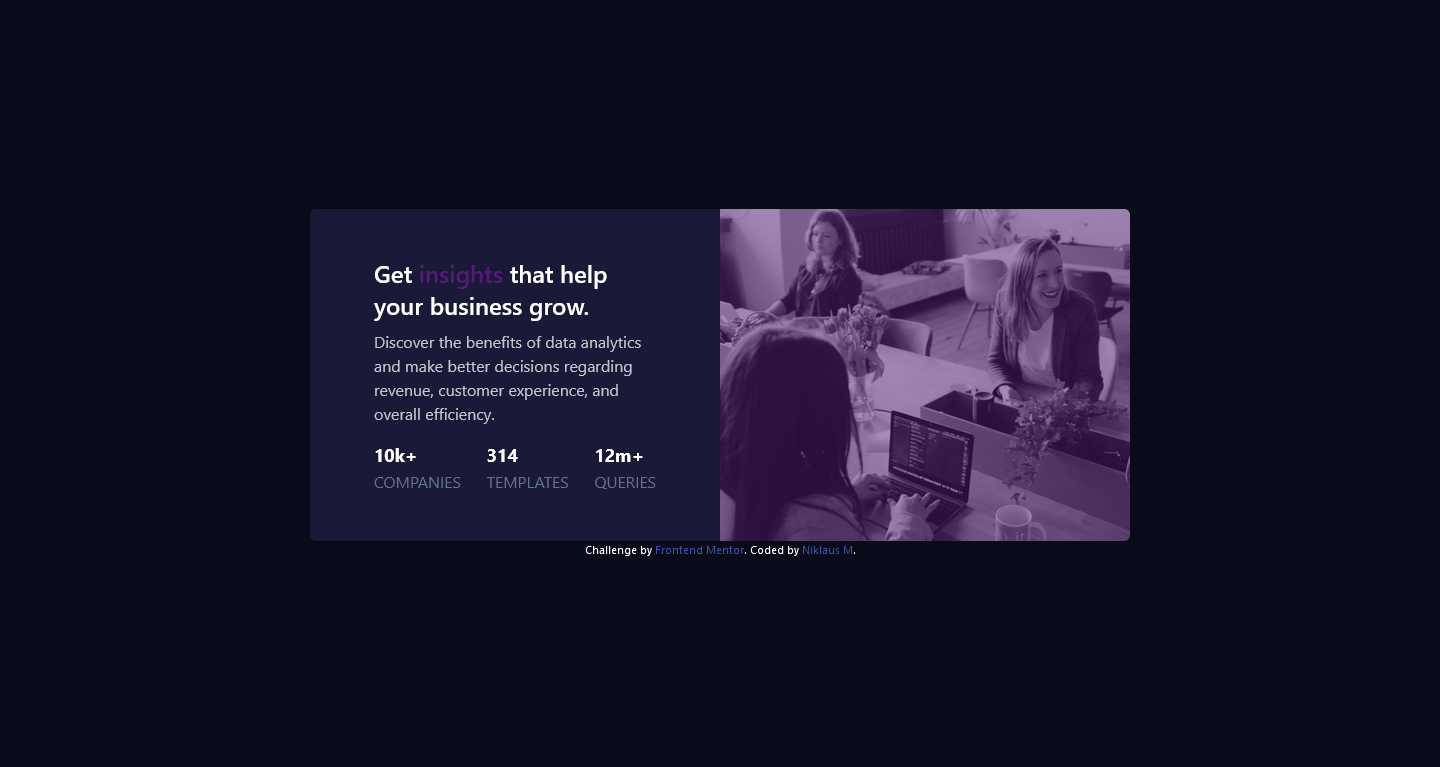 Get insights that help
your business grow.
Discover the benefits of data analytics
and make better decisions regarding
revenue, customer experience, and
overall efficiency.
10k+ 314 12m+
COMPANIES TEMPLATES QUERIES
Challenge by Frontend Mentor. Coded by Niklaus M.